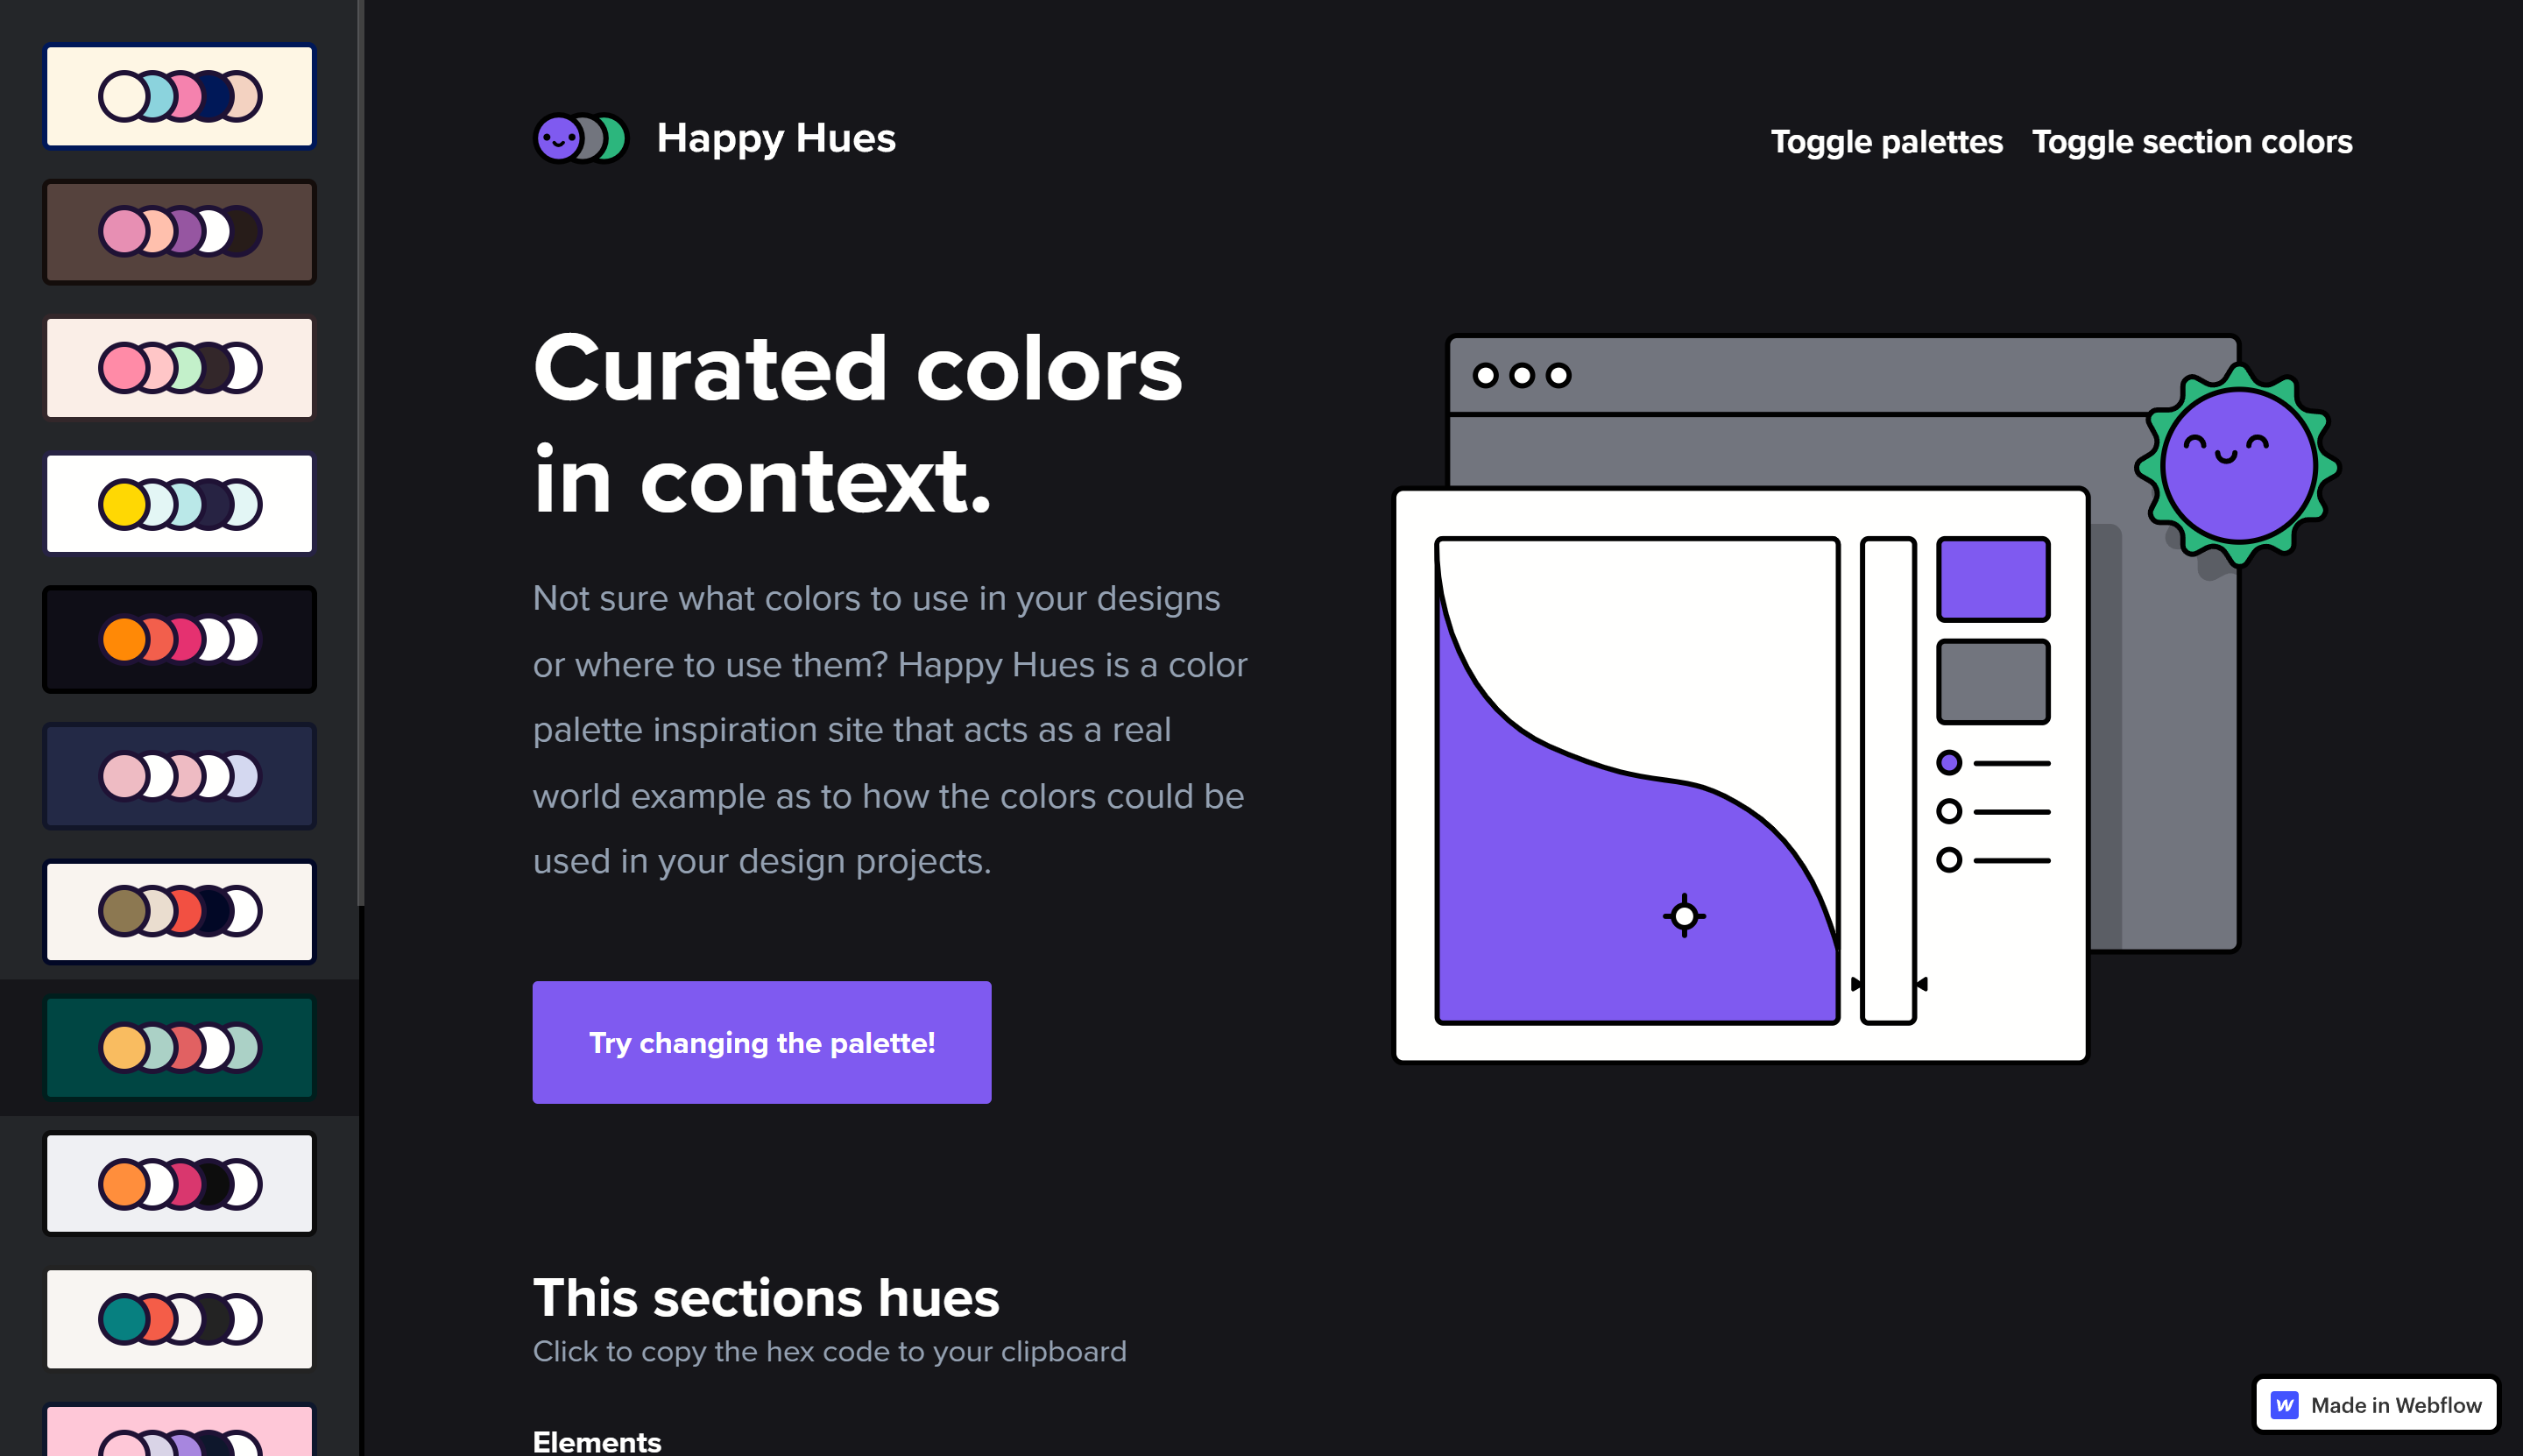 Happy Hues
Toggle palettes
Toggle section colors
Curated colors
in context.
Not sure what colors to use in your designs
or where to use them? Happy Hues is a color
palette inspiration site that acts as a real
world example as to how the colors could be
used in your design projects.
Try changing the palette!
This sections hues
Click to copy the hex code to your clipboard
Elements
Made in Webflow